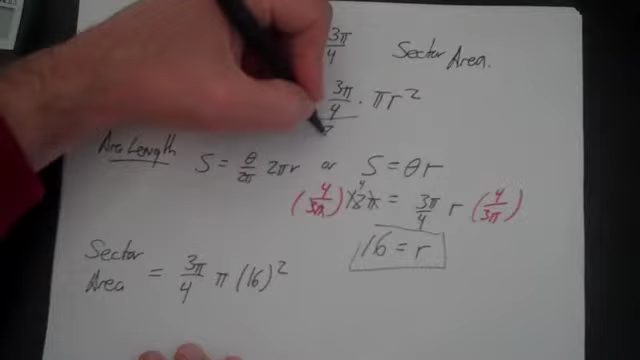 3π/4 Sector Area.
3π/4 · πr²
Arc Length S = θ/2π 2πr or S = θr
(4/3π) 12π = 3π/4 r (4/3π)
16 = r
Sector Area = 3π/4 π (16)²